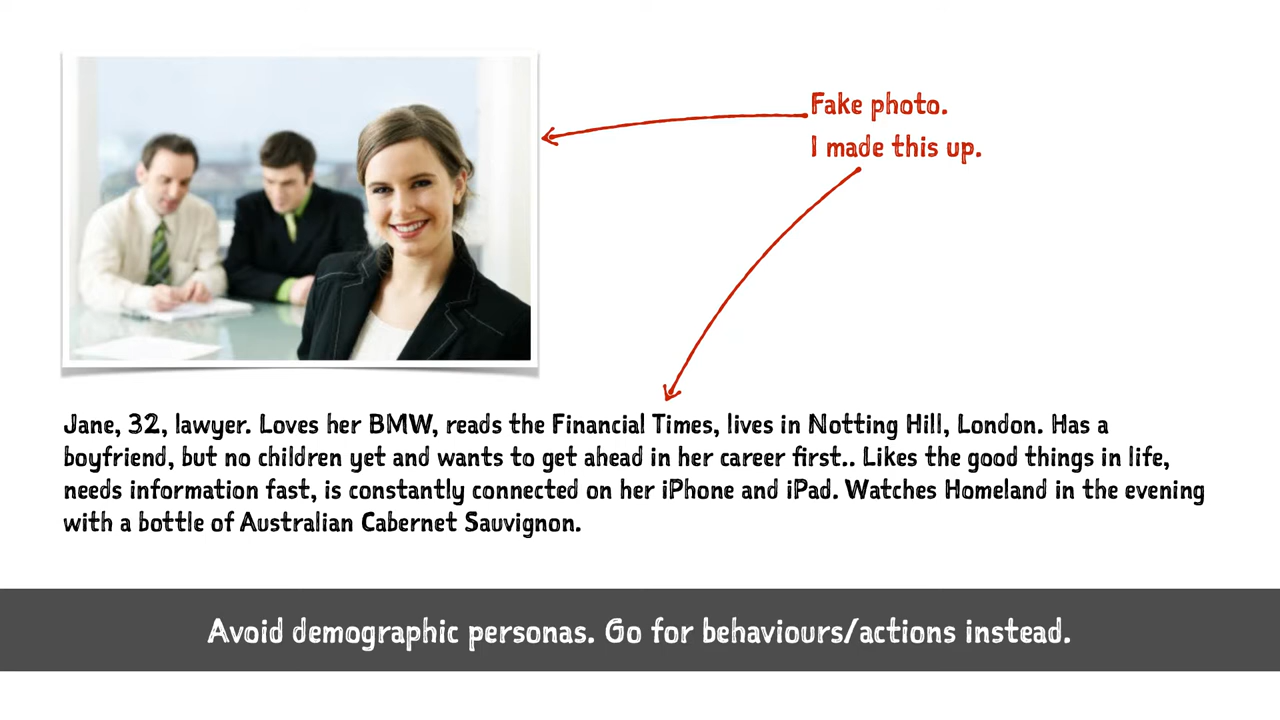 Fake photo.
I made this up.
Jane, 32, lawyer. Loves her BMW, reads the Financial Times, lives in Notting Hill, London. Has a
boyfriend, but no children yet and wants to get ahead in her career first.. Likes the good things in life,
needs information fast, is constantly connected on her iPhone and iPad. Watches Homeland in the evening
with a bottle of Australian Cabernet Sauvignon.
Avoid demographic personas. Go for behaviours/actions instead.